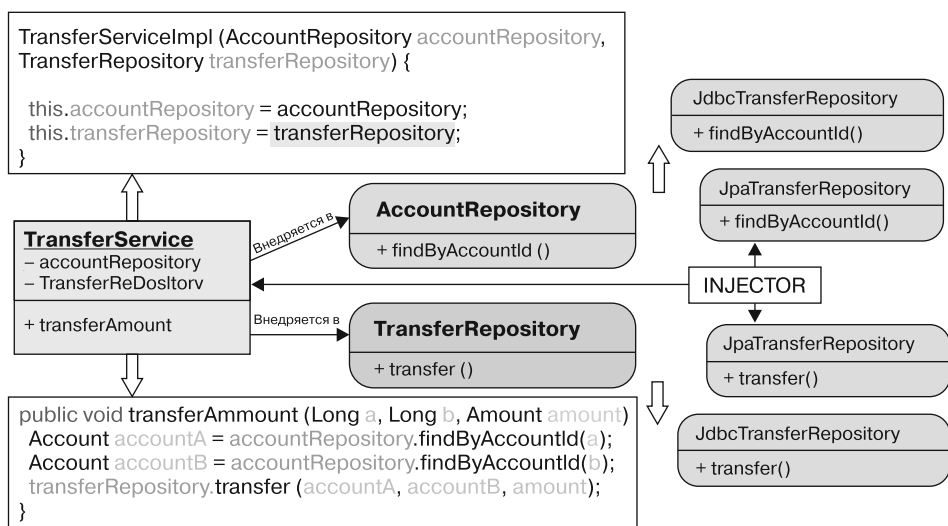 TransferServiceImpl (AccountRepository accountRepository,
TransferRepository transferRepository) {
this.accountRepository = accountRepository;
this.transferRepository = transferRepository;
}
JdbcTransferRepository
+ findByAccountId()
JpaTransferRepository
+ findByAccountId()
Внедряется в
AccountRepository
+ findByAccountId ()
TransferService
– accountRepository
– TransferReDosItorv
+ transferAmount
INJECTOR
Внедряется в
TransferRepository
+ transfer ()
JpaTransferRepository
+ transfer()
JdbcTransferRepository
+ transfer()
public void transferAmmount (Long a, Long b, Amount amount)
Account accountA = accountRepository.findByAccountId(a);
Account accountB = accountRepository.findByAccountId(b);
transferRepository.transfer (accountA, accountB, amount);
}